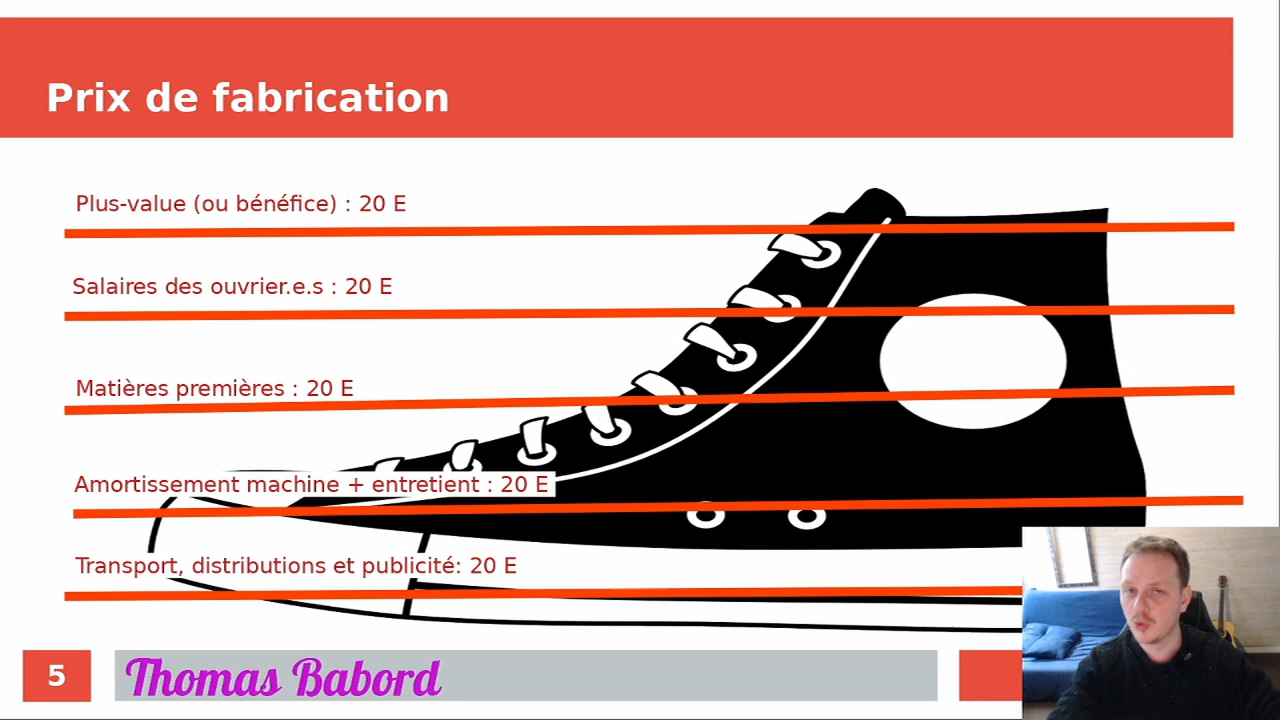 Prix de fabrication
Plus-value (ou bénéfice) : 20 E
Salaires des ouvrier.e.s : 20 E
Matières premières : 20 E
Amortissement machine + entretient : 20 E
Transport, distributions et publicité: 20 E
5
Thomas Babord